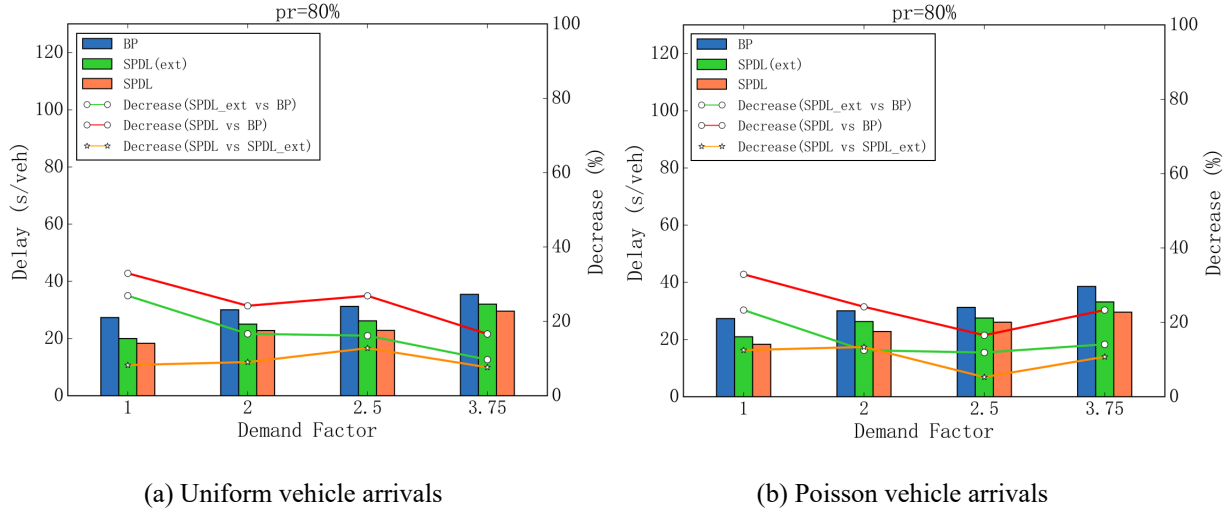 pr=80%
120
100
80
60
40
20
0
Delay (s/veh)
BP
SPDL(ext)
SPDL
Decrease(SPDL_ext vs BP)
Decrease(SPDL vs BP)
Decrease(SPDL vs SPDL_ext)
100
80
60
40
20
0
Decrease (%)
1 2 2.5 3.75
Demand Factor
(a) Uniform vehicle arrivals
pr=80%
120
100
80
60
40
20
0
Delay (s/veh)
BP
SPDL(ext)
SPDL
Decrease(SPDL_ext vs BP)
Decrease(SPDL vs BP)
Decrease(SPDL vs SPDL_ext)
100
80
60
40
20
0
Decrease (%)
1 2 2.5 3.75
Demand Factor
(b) Poisson vehicle arrivals